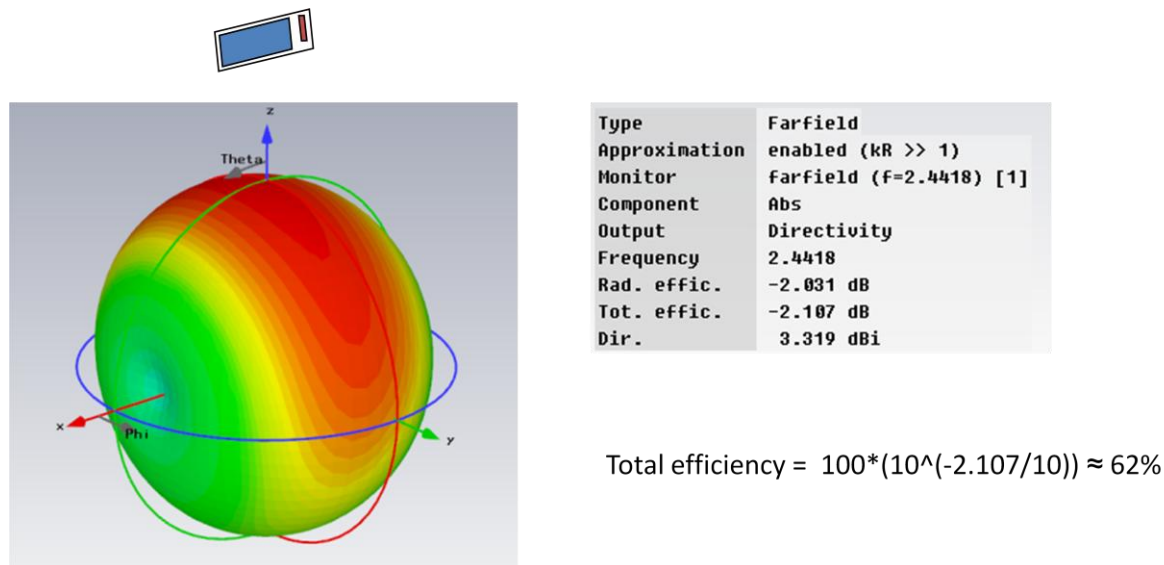 z
Theta
x
Phi
y
Type Farfield
Approximation enabled (kR >> 1)
Monitor farfield (f=2.4418) [1]
Component Abs
Output Directivity
Frequency 2.4418
Rad. effic. -2.031 dB
Tot. effic. -2.107 dB
Dir. 3.319 dBi
Total efficiency = 100*(10^(-2.107/10)) ≈ 62%